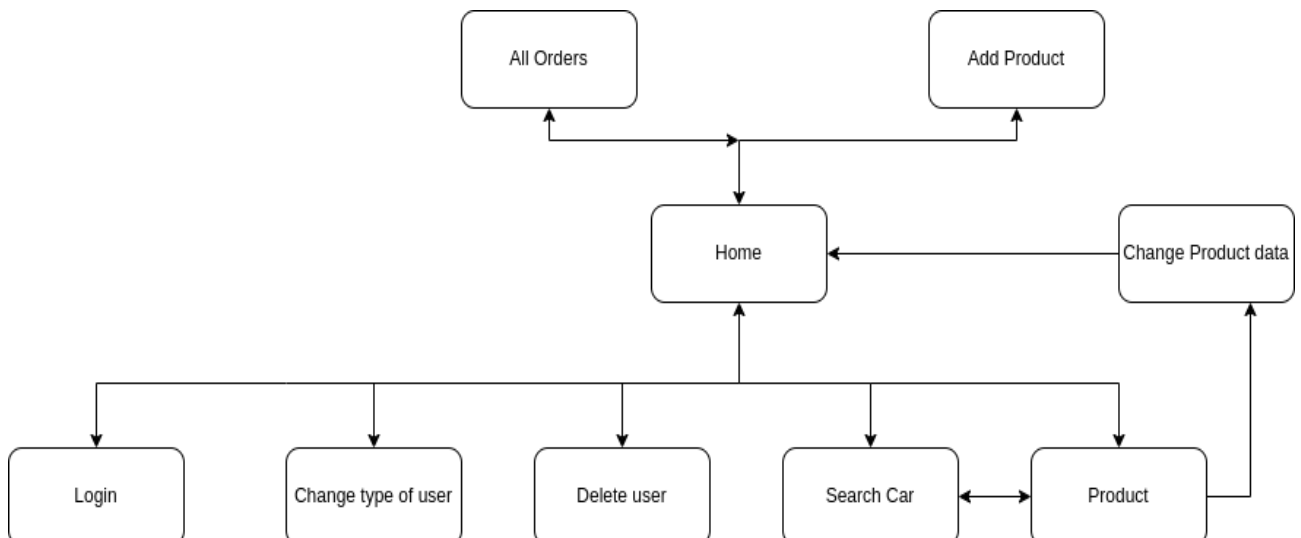 All Orders
Add Product
Home
Change Product data
Login
Change type of user
Delete user
Search Car
Product